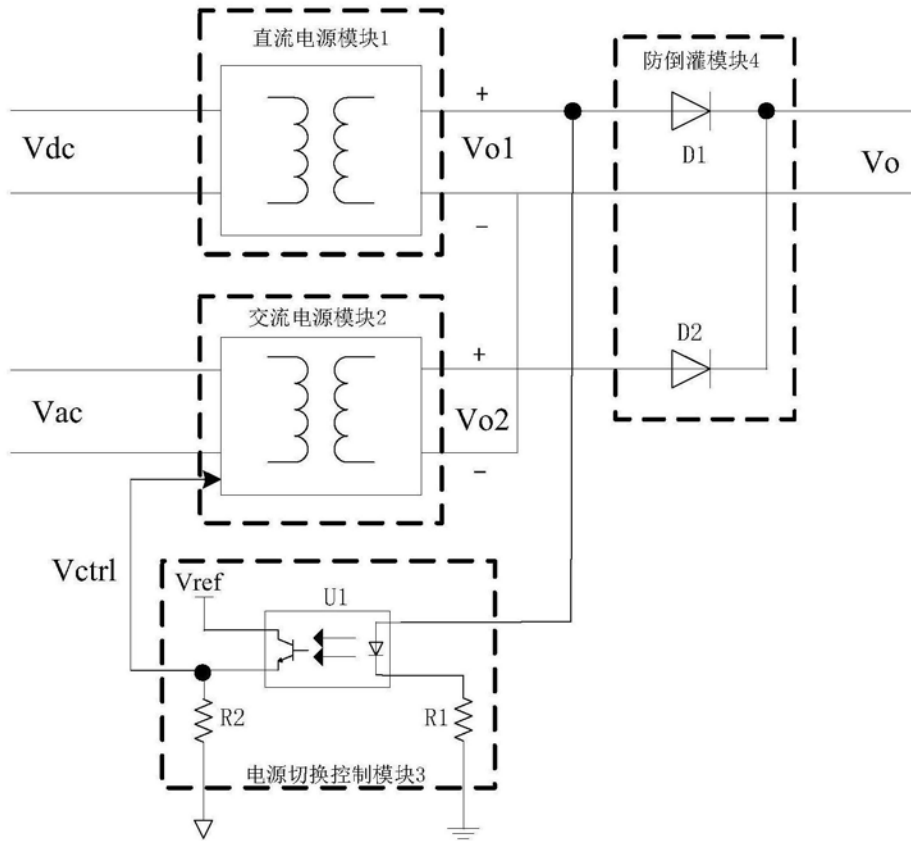 直流电源模块1
防倒灌模块4
+
Vdc
Vo1
D1
Vo
-
交流电源模块2
D2
+
Vac
Vo2
-
Vctrl
Vref
U1
R2
R1
电源切换控制模块3